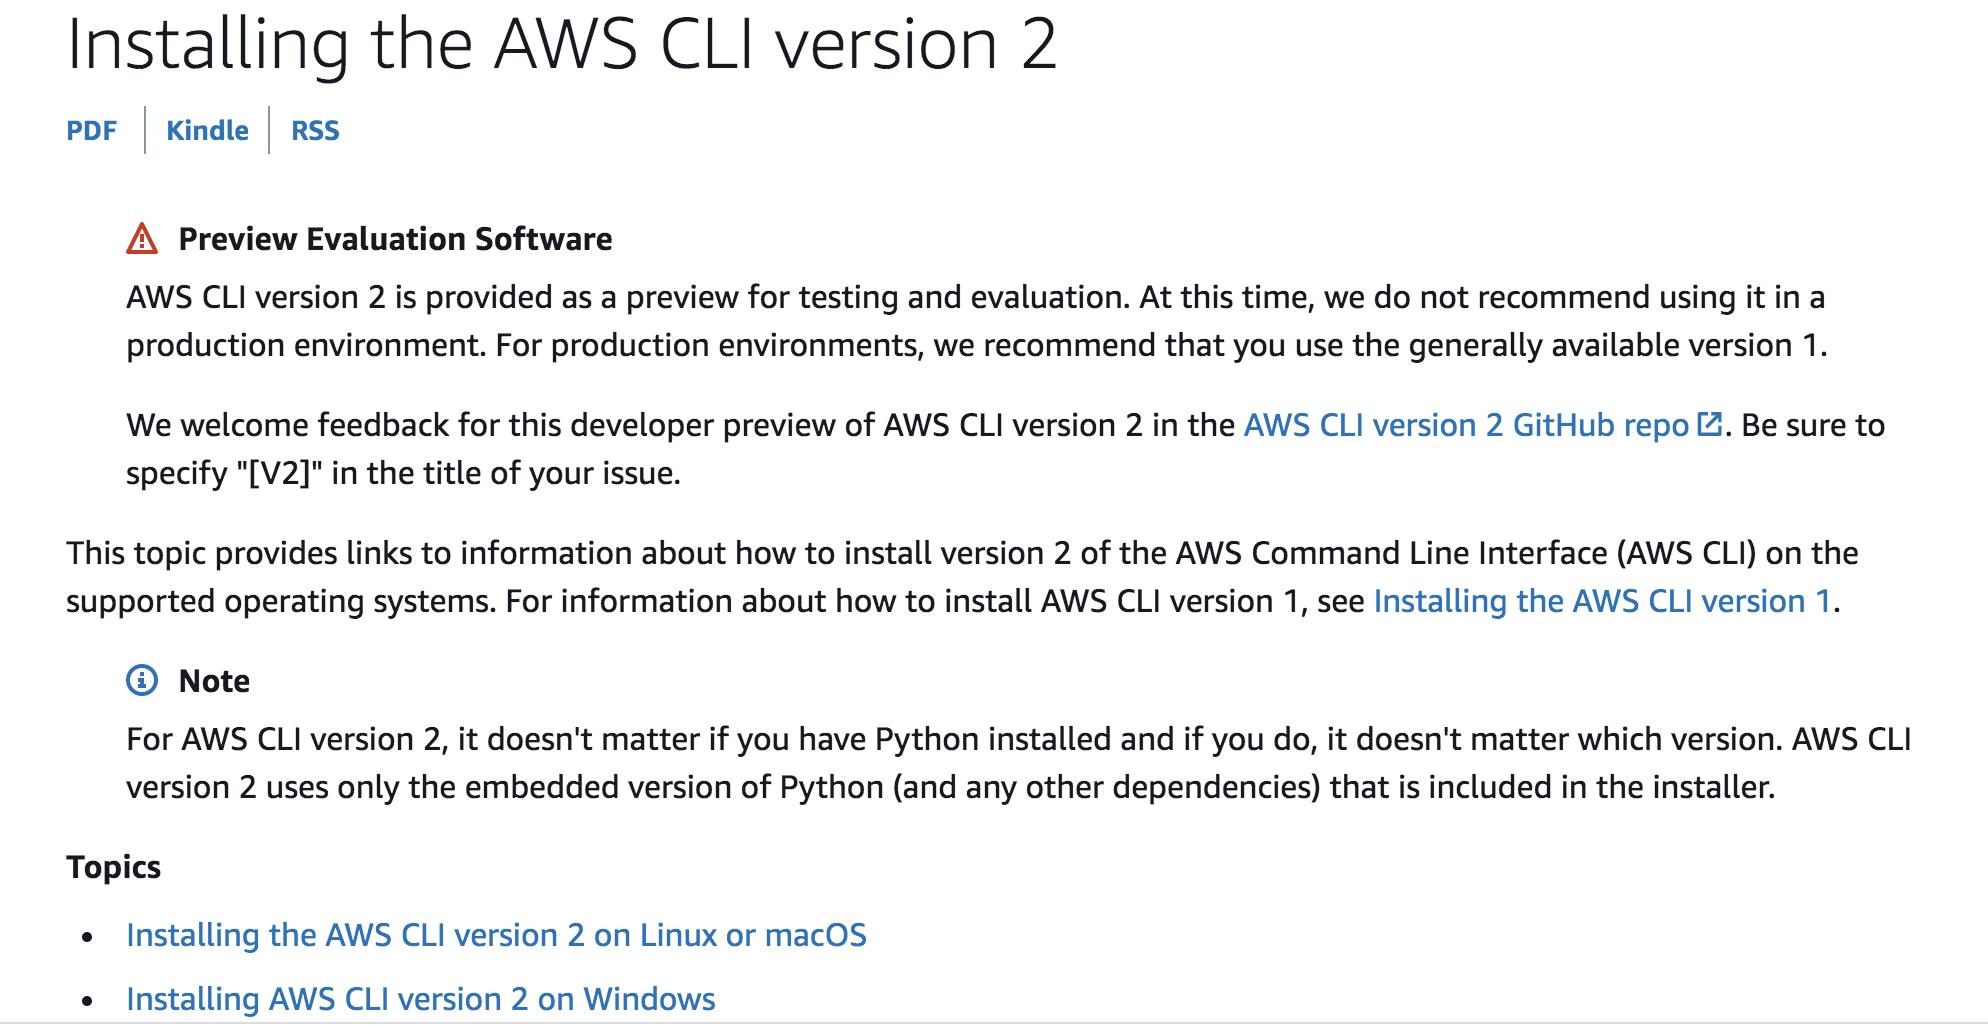 Installing the AWS CLI version 2
PDF
Kindle
RSS
Preview Evaluation Software
AWS CLI version 2 is provided as a preview for testing and evaluation. At this time, we do not recommend using it in a
production environment. For production environments, we recommend that you use the generally available version 1.
We welcome feedback for this developer preview of AWS CLI version 2 in the AWS CLI version 2 GitHub repo. Be sure to
specify "[V2]" in the title of your issue.
This topic provides links to information about how to install version 2 of the AWS Command Line Interface (AWS CLI) on the
supported operating systems. For information about how to install AWS CLI version 1, see Installing the AWS CLI version 1.
Note
For AWS CLI version 2, it doesn't matter if you have Python installed and if you do, it doesn't matter which version. AWS CLI
version 2 uses only the embedded version of Python (and any other dependencies) that is included in the installer.
Topics
• Installing the AWS CLI version 2 on Linux or macOS
• Installing AWS CLI version 2 on Windows